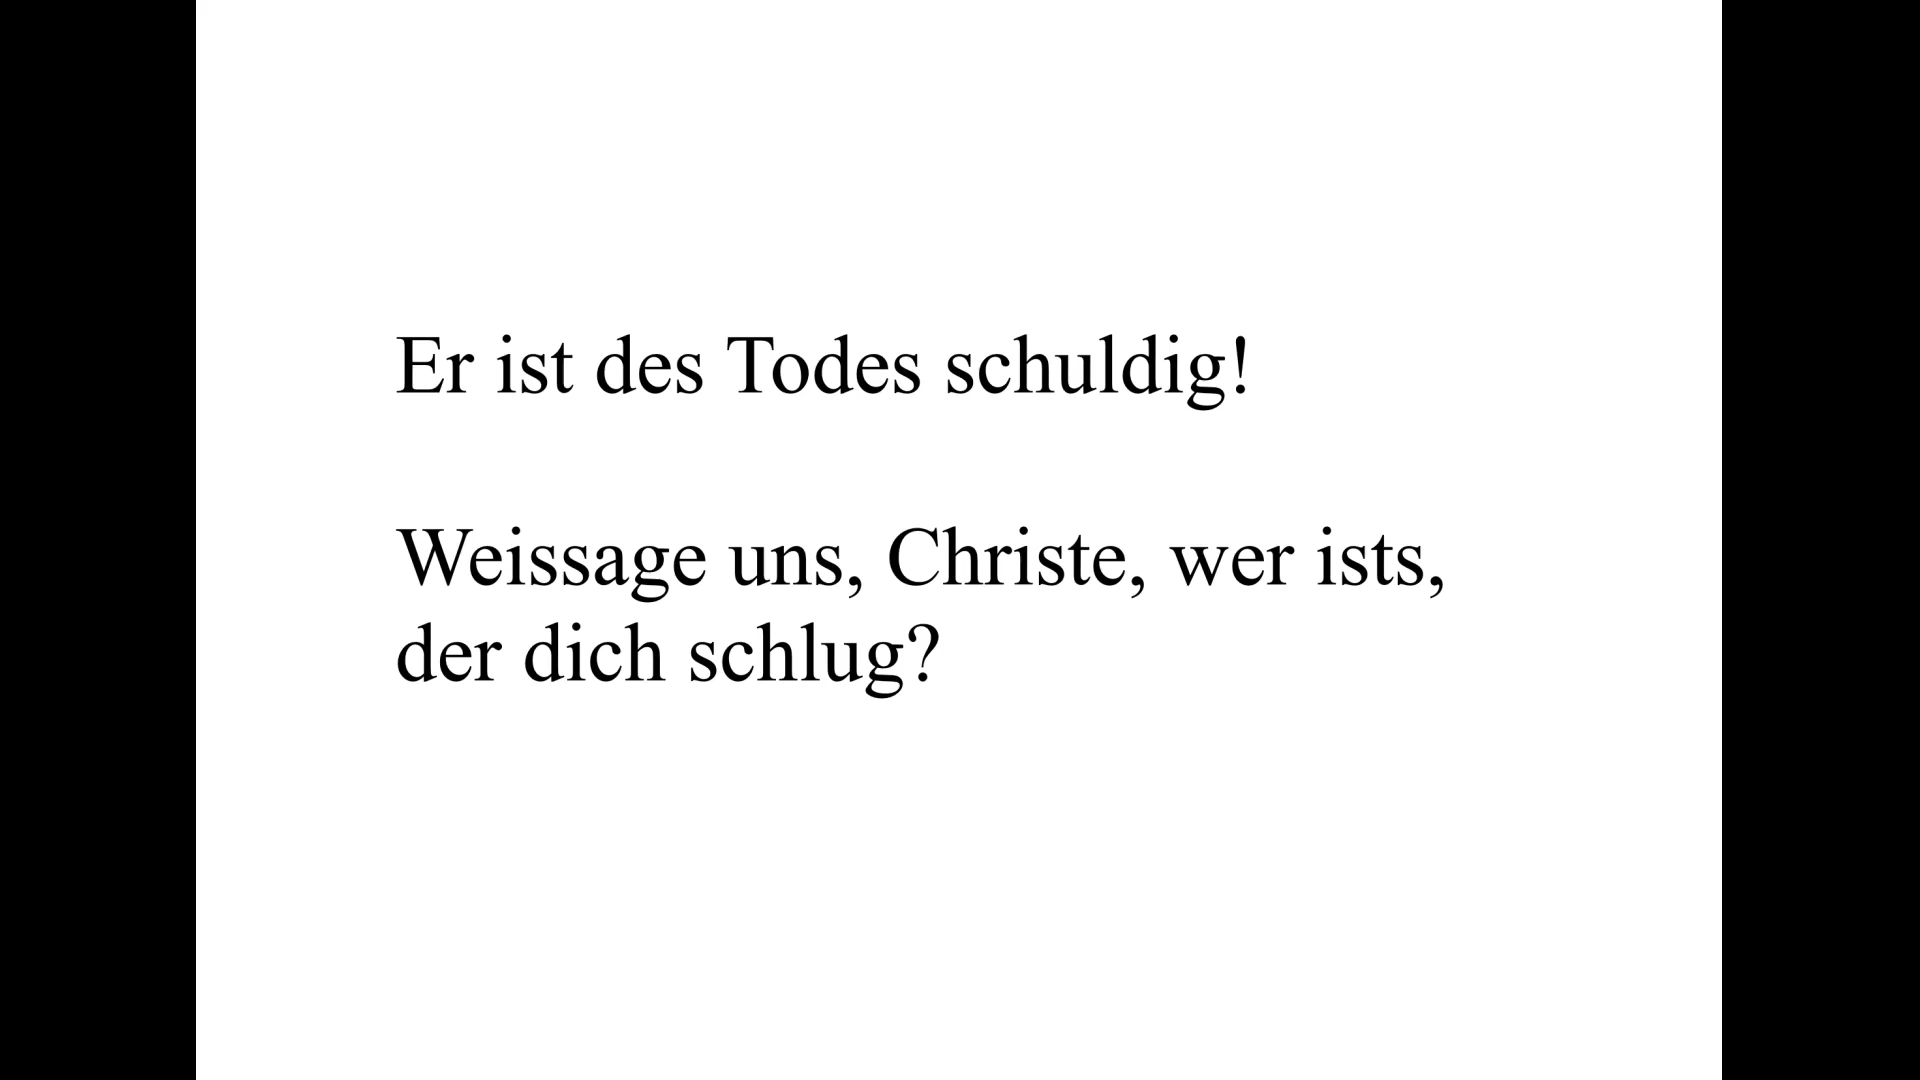 Er ist des Todes schuldig!
Weissage uns, Christe, wer ists,
der dich schlug?